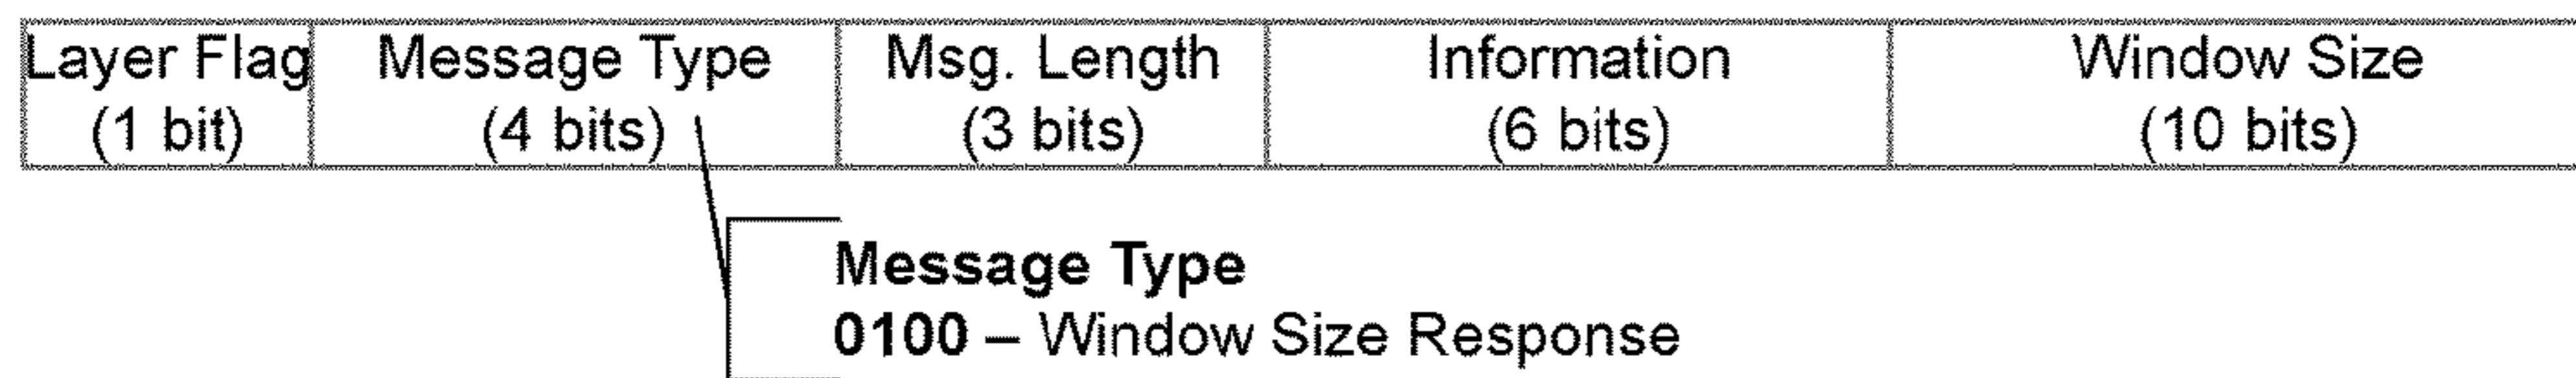 Layer Flag Message Type Msg. Length Information Window Size
(1 bit) (4 bits) (3 bits) (6 bits) (10 bits)
Message Type
0100 – Window Size Response